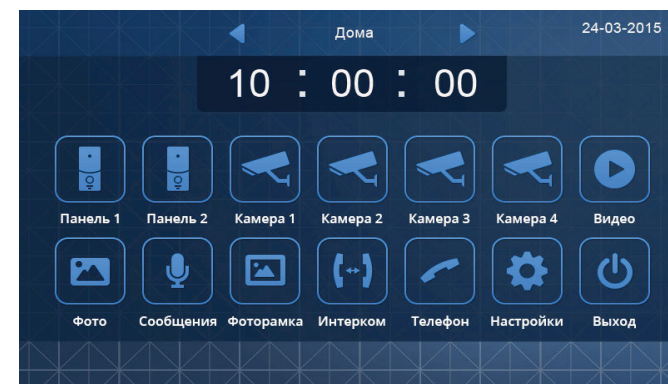 Дома
24-03-2015
10 : 00 : 00
Панель 1 Панель 2 Камера 1 Камера 2 Камера 3 Камера 4 Видео
Фото Сообщения Фоторамка Интерком Телефон Настройки Выход